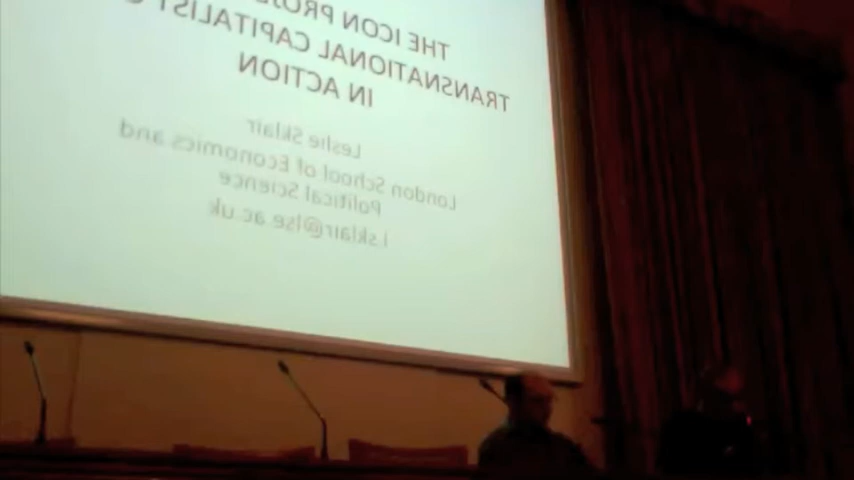 THE ICON
TRANSNATIONAL CAPITALIST
IN ACTION
Leslie Sklair
London School of Economics and
Political Science
l.sklair@lse.ac.uk